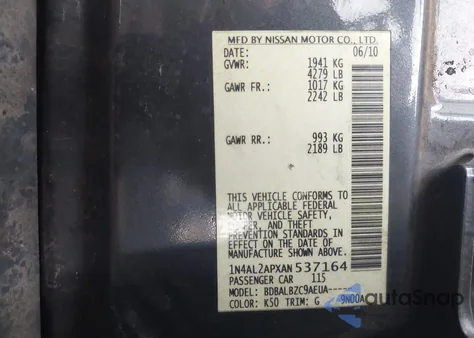 MFD BY NISSAN MOTOR CO., LTD.
DATE: 06/10
GVWR: 1941 KG
4279 LB
GAWR FR.: 1017 KG
2242 LB
GAWR RR.: 993 KG
2189 LB
THIS VEHICLE CONFORMS TO
ALL APPLICABLE FEDERAL
MOTOR VEHICLE SAFETY,
BUMPER, AND THEFT
PREVENTION STANDARDS IN
EFFECT ON THE DATE OF
MANUFACTURE SHOWN ABOVE.
1N4AL2APXAN537164
PASSENGER CAR 115
MODEL: BDBALBZC9AEUA-----
COLOR: K50 TRIM: G
autoSnap